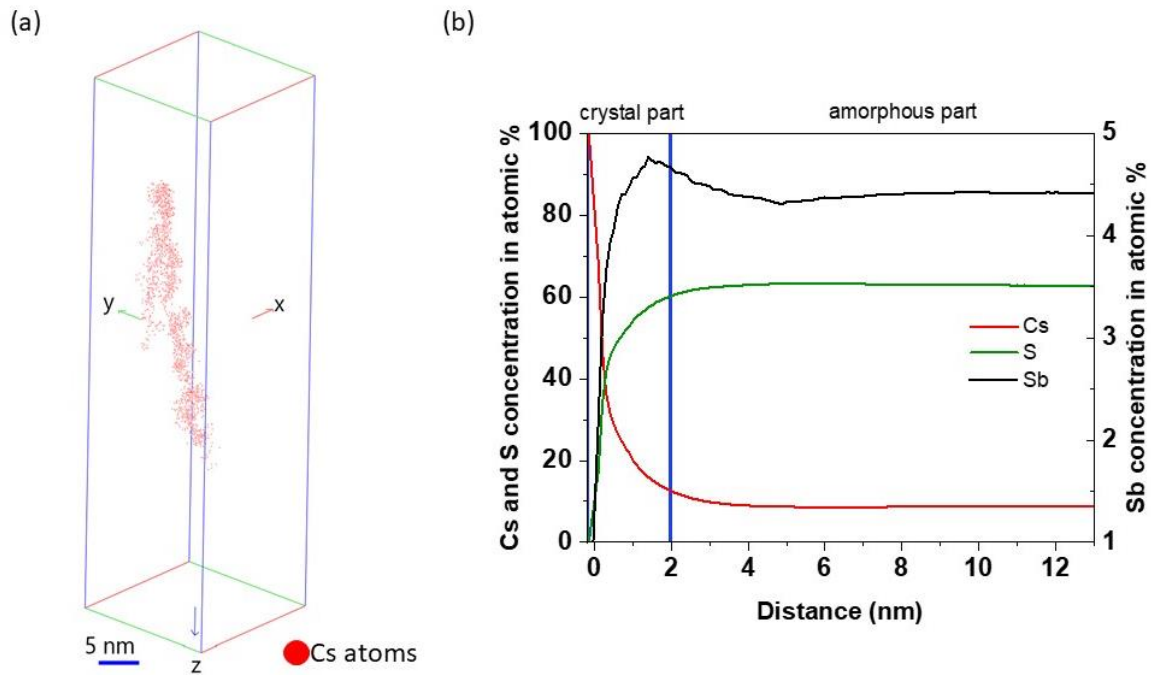 (a)
y
x
5 nm
z
Cs atoms
(b)
crystal part
amorphous part
Cs and S concentration in atomic %
100
80
60
40
20
0
5
4
3
2
1
Sb concentration in atomic %
Cs
S
Sb
0 2 4 6 8 10 12
Distance (nm)